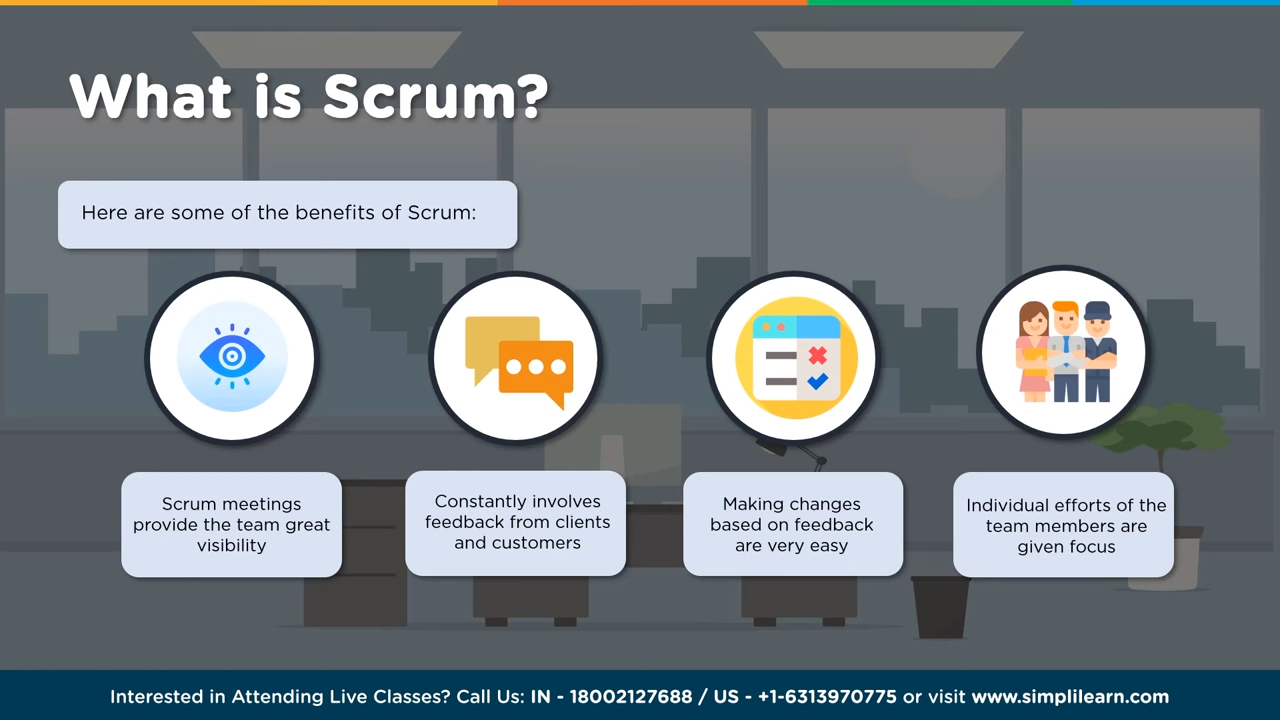 What is Scrum?
Here are some of the benefits of Scrum:
Scrum meetings
provide the team great
visibility
Constantly involves
feedback from clients
and customers
Making changes
based on feedback
are very easy
Individual efforts of the
team members are
given focus
Interested in Attending Live Classes? Call Us: IN - 18002127688 / US - +1-6313970775 or visit www.simplilearn.com